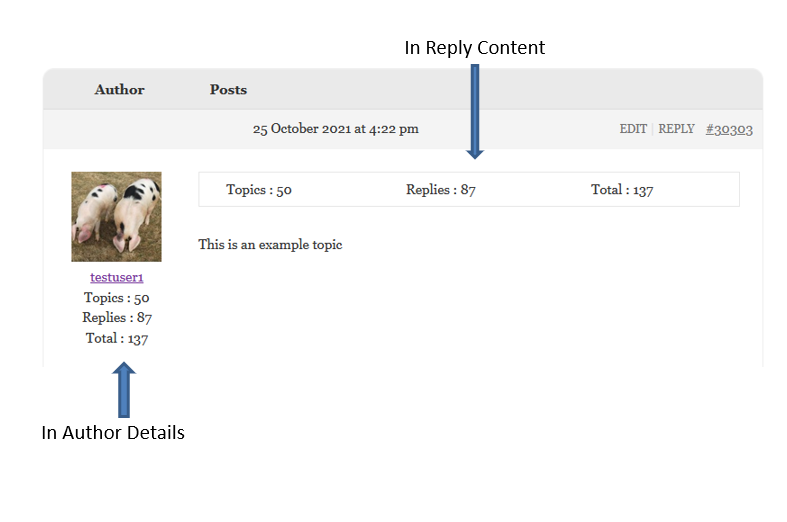 In Reply Content
Author Posts
25 October 2021 at 4:22 pm EDIT | REPLY #30303
Topics : 50 Replies : 87 Total : 137
This is an example topic
testuser1
Topics : 50
Replies : 87
Total : 137
In Author Details